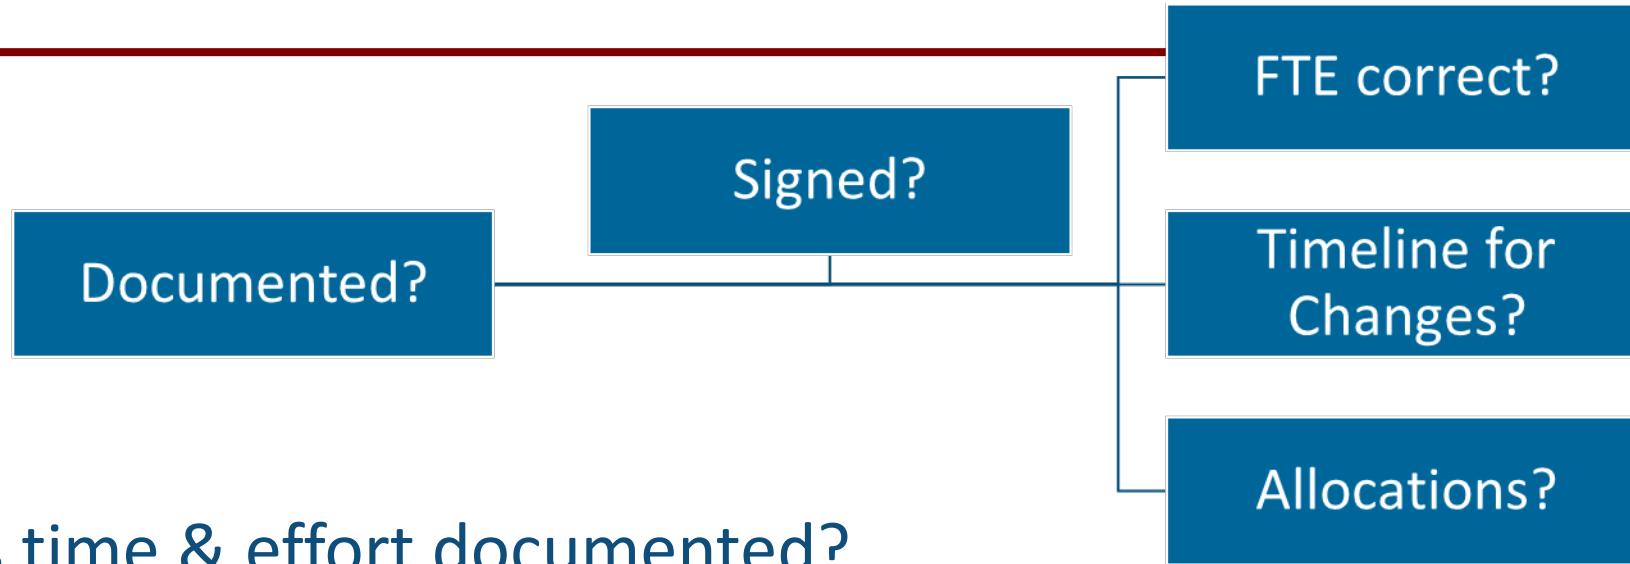 FTE correct?
Signed?
Documented?
Timeline for
Changes?
Allocations?
time & effort documented?